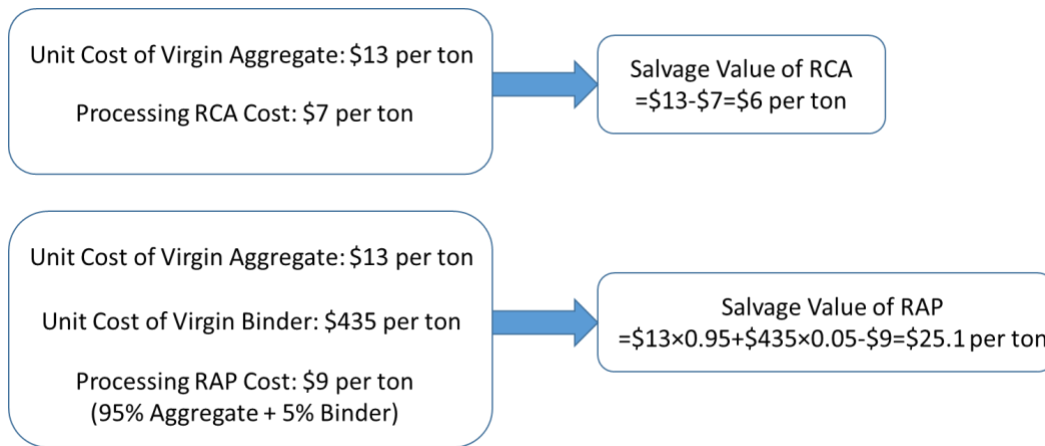 Unit Cost of Virgin Aggregate: $13 per ton
Processing RCA Cost: $7 per ton
Salvage Value of RCA
=$13-$7=$6 per ton
Unit Cost of Virgin Aggregate: $13 per ton
Unit Cost of Virgin Binder: $435 per ton
Processing RAP Cost: $9 per ton
(95% Aggregate + 5% Binder)
Salvage Value of RAP
=$13×0.95+$435×0.05-$9=$25.1 per ton